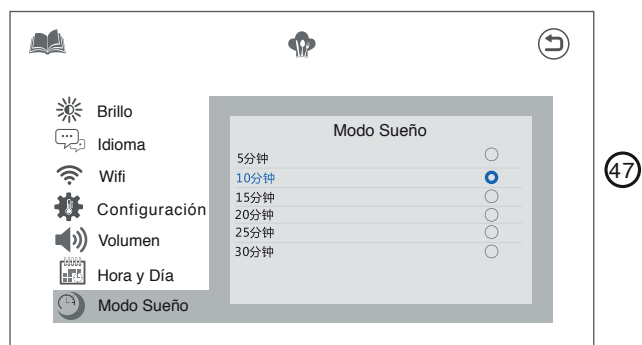 Brillo
Idioma
Wifi
Configuración
Volumen
Hora y Día
Modo Sueño
Modo Sueño
5分钟
10分钟
15分钟
20分钟
25分钟
30分钟
47